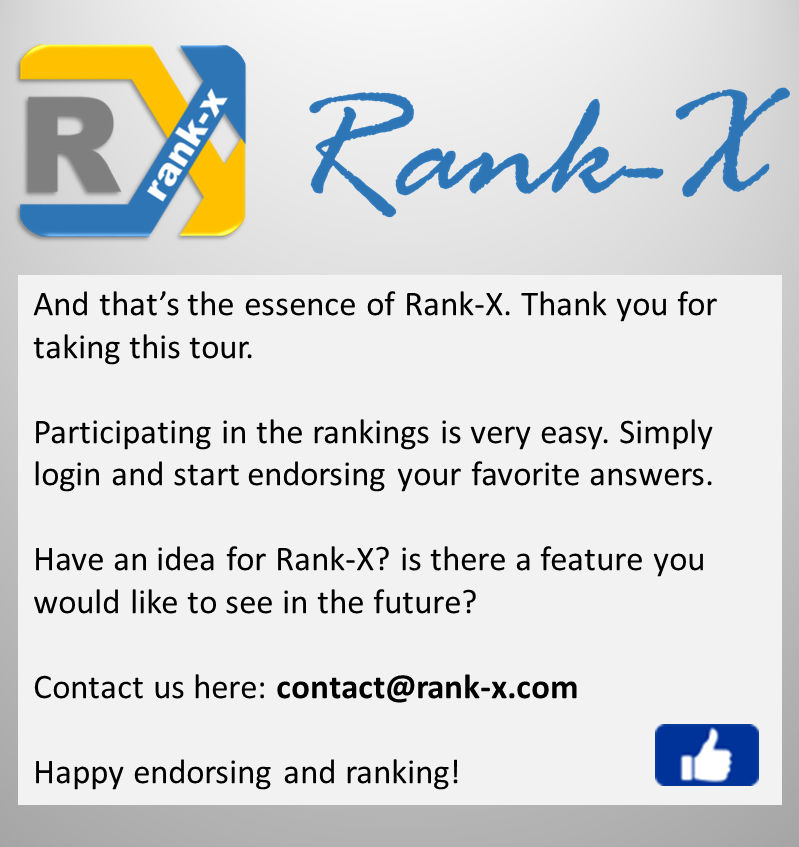 R
rank-x
Rank-X
And that’s the essence of Rank-X. Thank you for
taking this tour.
Participating in the rankings is very easy. Simply
login and start endorsing your favorite answers.
Have an idea for Rank-X? is there a feature you
would like to see in the future?
Contact us here: contact@rank-x.com
Happy endorsing and ranking!